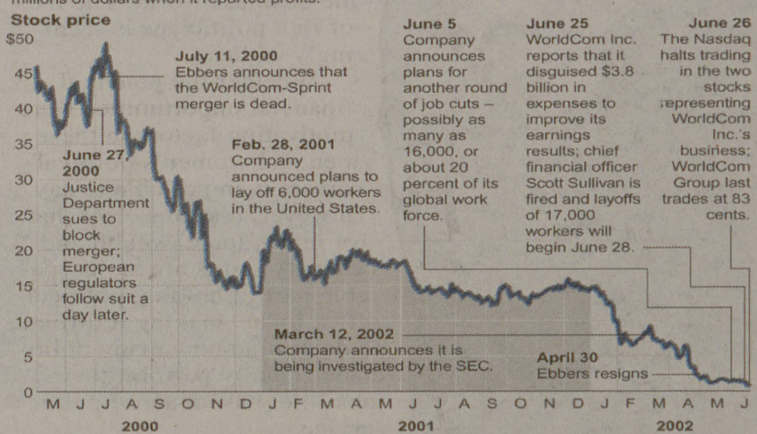 millions of dollars when it reported profits.
Stock price
$50
45
40
35
30
25
20
15
10
5
0
July 11, 2000
Ebbers announces that
the WorldCom-Sprint
merger is dead.
June 27,
2000
Justice
Department
sues to
block
merger;
European
regulators
follow suit a
day later.
Feb. 28, 2001
Company
announced plans to
lay off 6,000 workers
in the United States.
June 5
Company
announces
plans for
another round
of job cuts –
possibly as
many as
16,000, or
about 20
percent of its
global work
force.
June 25
WorldCom Inc.
reports that it
disguised $3.8
billion in
expenses to
improve its
earnings
results; chief
financial officer
Scott Sullivan is
fired and layoffs
of 17,000
workers will
begin June 28.
June 26
The Nasdaq
halts trading
in the two
stocks
representing
WorldCom
Inc.'s
business;
WorldCom
Group last
trades at 83
cents.
March 12, 2002
Company announces it is
being investigated by the SEC.
April 30
Ebbers resigns
M J J A S O N D J F M A M J J A S O N D J F M A M J
2000 2001 2002